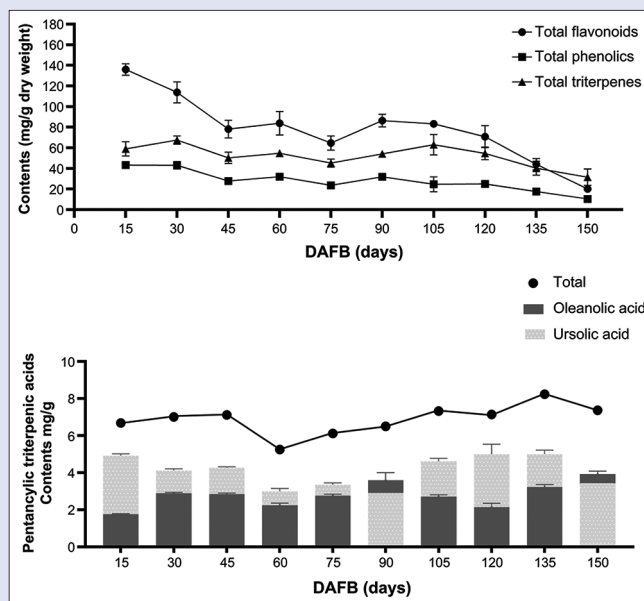 180
160
140
120
100
80
60
40
20
0
Contents (mg/g dry weight)
Total flavonoids
Total phenolics
Total triterpenes
0 15 30 45 60 75 90 105 120 135 150
DAFB (days)
Total
Oleanolic acid
Ursolic acid
10
8
6
4
2
0
Pentancylic triterpenic acids
Contents mg/g
15 30 45 60 75 90 105 120 135 150
DAFB (days)